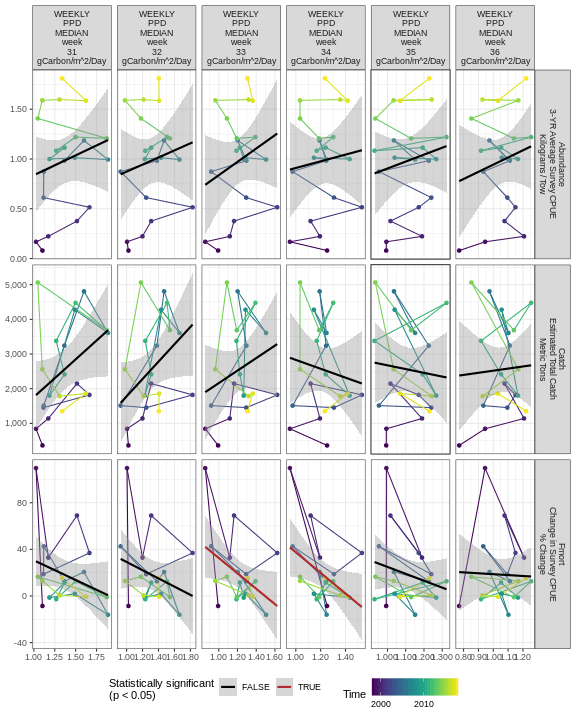 WEEKLY
PPD
MEDIAN
week
31
gCarbon/m^2/Day
WEEKLY
PPD
MEDIAN
week
32
gCarbon/m^2/Day
WEEKLY
PPD
MEDIAN
week
33
gCarbon/m^2/Day
WEEKLY
PPD
MEDIAN
week
34
gCarbon/m^2/Day
WEEKLY
PPD
MEDIAN
week
35
gCarbon/m^2/Day
WEEKLY
PPD
MEDIAN
week
36
gCarbon/m^2/Day
1.50
1.00
0.50
0.00
Abundance
3-YR Average Survey CPUE
Kilograms / Tow
5,000
4,000
3,000
2,000
1,000
Catch
Estimated Total Catch
Metric Tons
80
40
0
-40
Fmort
Change in Survey CPUE
% Change
1.00 1.25 1.50 1.75
1.00 1.20 1.40 1.60 1.80
1.00 1.20 1.40 1.60
1.00 1.20 1.40
1.000 1.100 1.200 1.300
0.80 0.90 1.00 1.10 1.20
Statistically significant
(p < 0.05)
FALSE
TRUE
Time
2000 2010